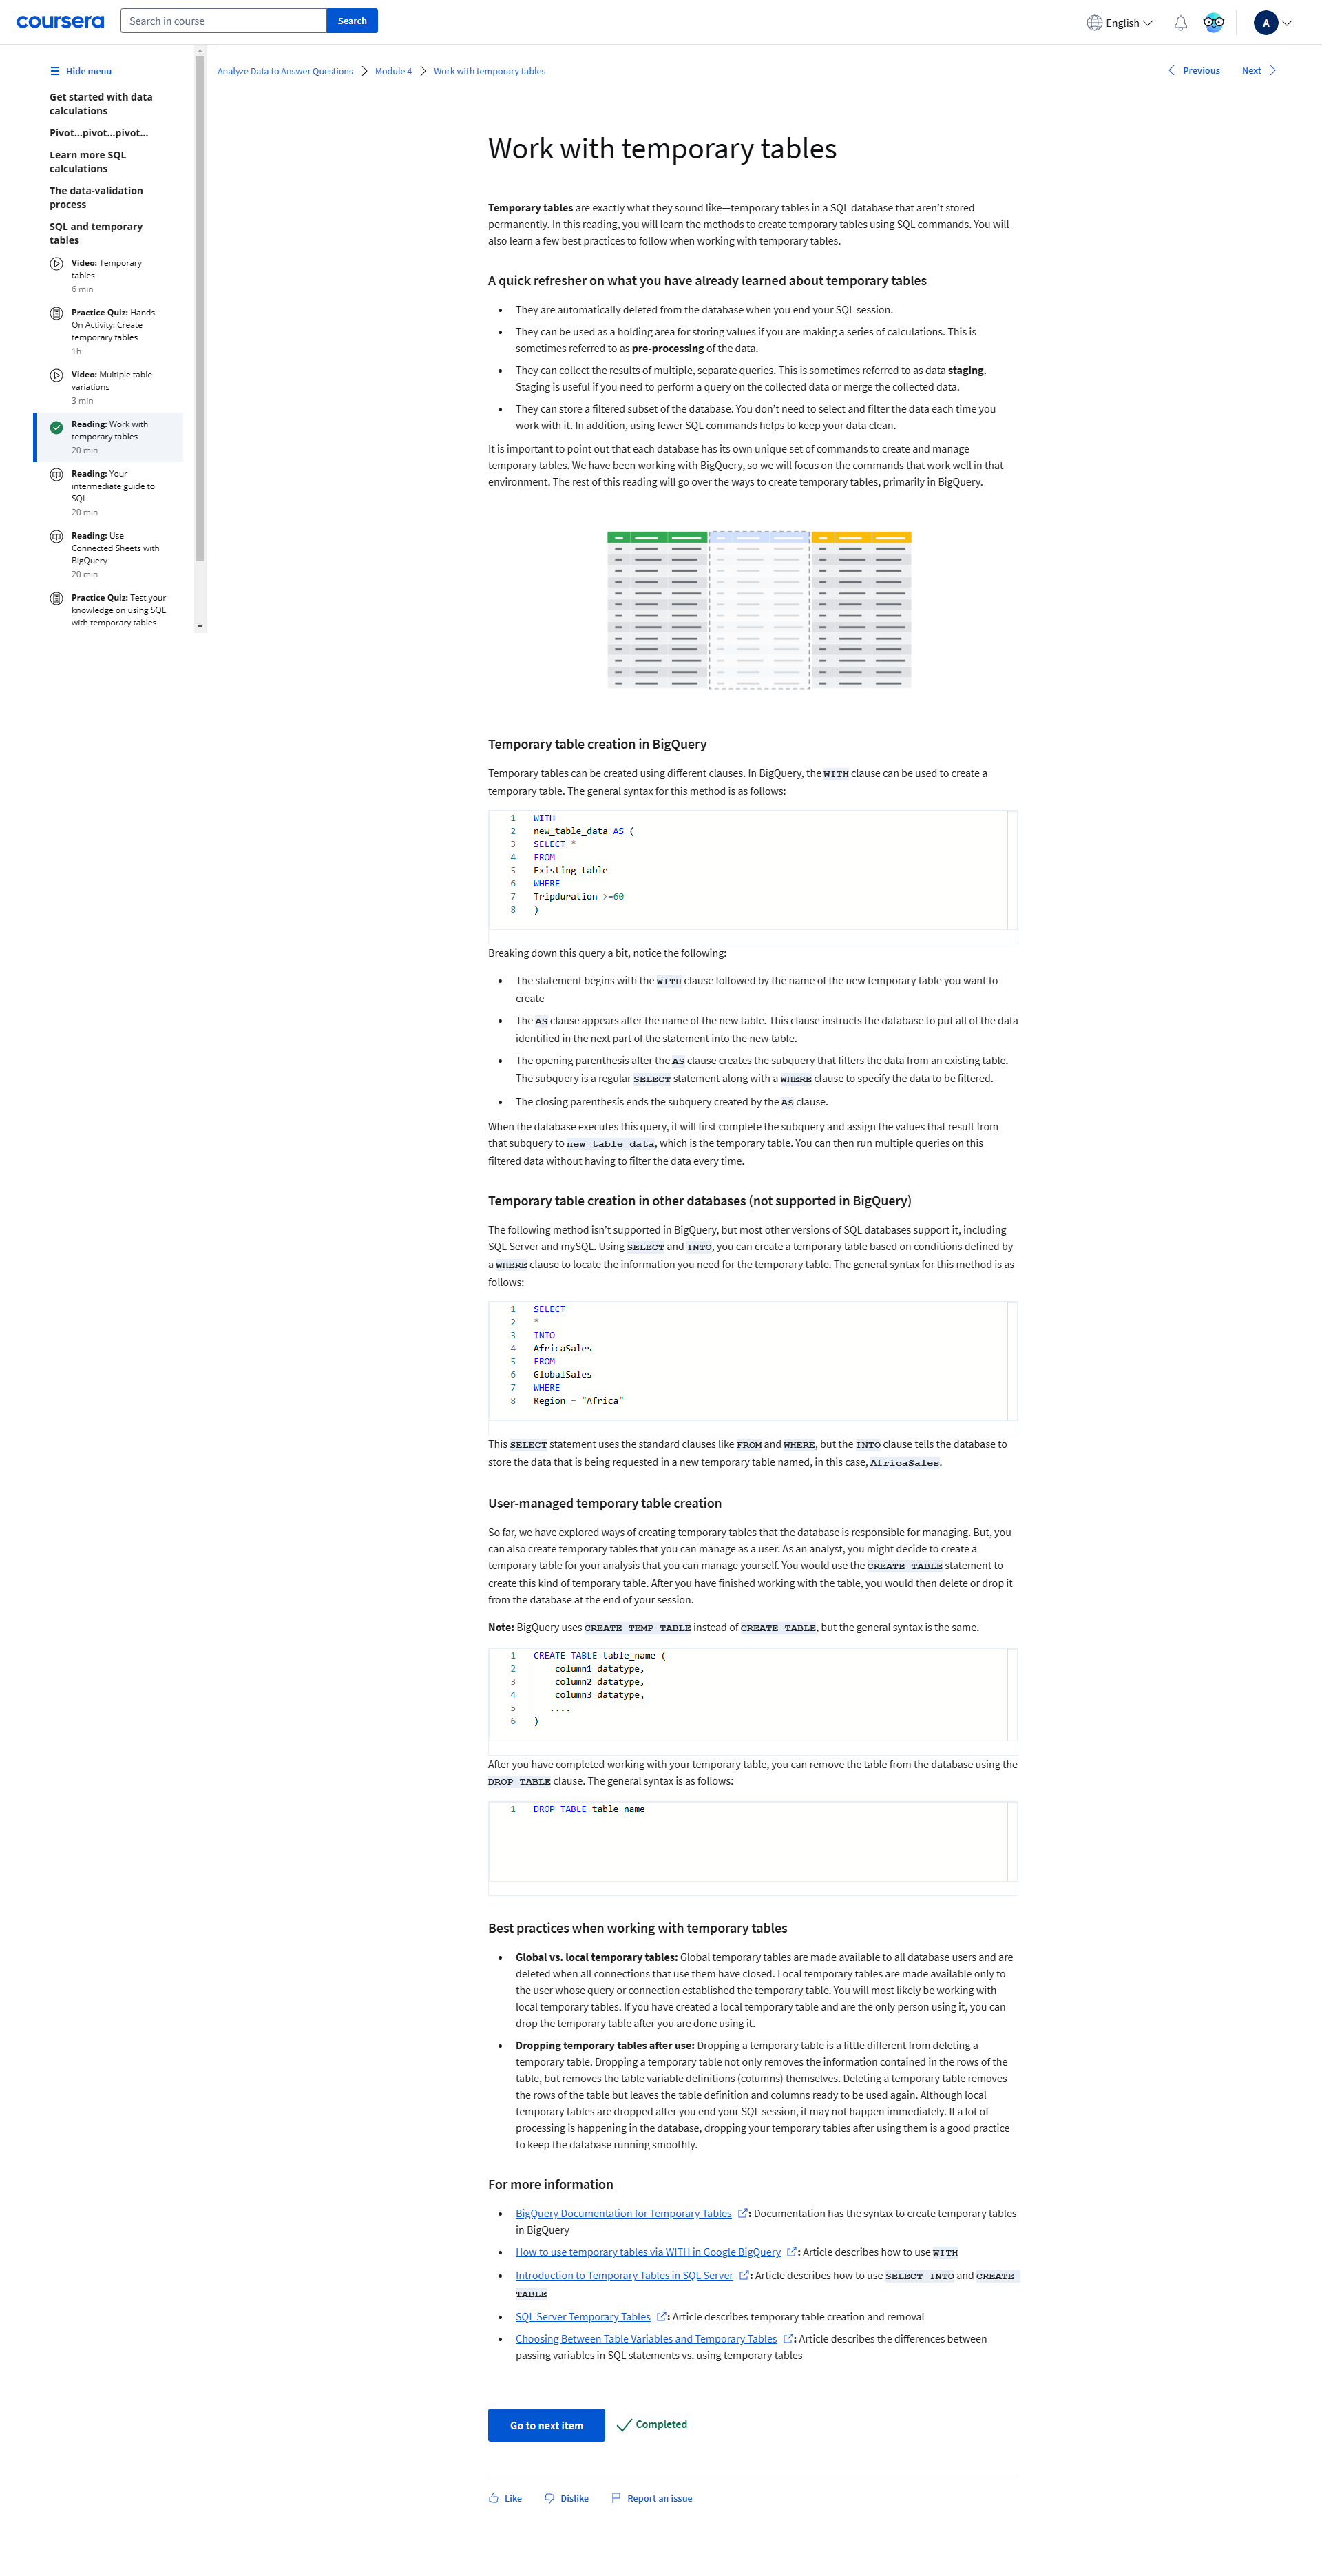 coursera
Search in course
Search
English
A
Hide menu
Get started with data
calculations
Pivot...pivot...pivot...
Learn more SQL
calculations
The data-validation
process
SQL and temporary
tables
Video: Temporary
tables
6 min
Practice Quiz: Hands-
On Activity: Create
temporary tables
1h
Video: Multiple table
variations
3 min
Reading: Work with
temporary tables
20 min
Reading: Your
intermediate guide to
SQL
20 min
Reading: Use
Connected Sheets with
BigQuery
20 min
Practice Quiz: Test your
knowledge on using SQL
with temporary tables
Analyze Data to Answer Questions
Module 4
Work with temporary tables
Previous
Next
Work with temporary tables
Temporary tables are exactly what they sound like—temporary tables in a SQL database that aren’t stored
permanently. In this reading, you will learn the methods to create temporary tables using SQL commands. You will
also learn a few best practices to follow when working with temporary tables.
A quick refresher on what you have already learned about temporary tables
• They are automatically deleted from the database when you end your SQL session.
• They can be used as a holding area for storing values if you are making a series of calculations. This is
sometimes referred to as pre-processing of the data.
• They can collect the results of multiple, separate queries. This is sometimes referred to as data staging.
Staging is useful if you need to perform a query on the collected data or merge the collected data.
• They can store a filtered subset of the database. You don’t need to select and filter the data each time you
work with it. In addition, using fewer SQL commands helps to keep your data clean.
It is important to point out that each database has its own unique set of commands to create and manage
temporary tables. We have been working with BigQuery, so we will focus on the commands that work well in that
environment. The rest of this reading will go over the ways to create temporary tables, primarily in BigQuery.
Temporary table creation in BigQuery
Temporary tables can be created using different clauses. In BigQuery, the WITH clause can be used to create a
temporary table. The general syntax for this method is as follows:
1 WITH
2 new_table_data AS (
3 SELECT *
4 FROM
5 Existing_table
6 WHERE
7 Tripduration >=60
8 )
Breaking down this query a bit, notice the following:
• The statement begins with the WITH clause followed by the name of the new temporary table you want to
create
• The AS clause appears after the name of the new table. This clause instructs the database to put all of the data
identified in the next part of the statement into the new table.
• The opening parenthesis after the AS clause creates the subquery that filters the data from an existing table.
The subquery is a regular SELECT statement along with a WHERE clause to specify the data to be filtered.
• The closing parenthesis ends the subquery created by the AS clause.
When the database executes this query, it will first complete the subquery and assign the values that result from
that subquery to new_table_data, which is the temporary table. You can then run multiple queries on this
filtered data without having to filter the data every time.
Temporary table creation in other databases (not supported in BigQuery)
The following method isn’t supported in BigQuery, but most other versions of SQL databases support it, including
SQL Server and mySQL. Using SELECT and INTO, you can create a temporary table based on conditions defined by
a WHERE clause to locate the information you need for the temporary table. The general syntax for this method is as
follows:
1 SELECT
2 *
3 INTO
4 AfricaSales
5 FROM
6 GlobalSales
7 WHERE
8 Region = "Africa"
This SELECT statement uses the standard clauses like FROM and WHERE, but the INTO clause tells the database to
store the data that is being requested in a new temporary table named, in this case, AfricaSales.
User-managed temporary table creation
So far, we have explored ways of creating temporary tables that the database is responsible for managing. But, you
can also create temporary tables that you can manage as a user. As an analyst, you might decide to create a
temporary table for your analysis that you can manage yourself. You would use the CREATE TABLE statement to
create this kind of temporary table. After you have finished working with the table, you would then delete or drop it
from the database at the end of your session.
Note: BigQuery uses CREATE TEMP TABLE instead of CREATE TABLE, but the general syntax is the same.
1 CREATE TABLE table_name (
2 column1 datatype,
3 column2 datatype,
4 column3 datatype,
5 ....
6 )
After you have completed working with your temporary table, you can remove the table from the database using the
DROP TABLE clause. The general syntax is as follows:
1 DROP TABLE table_name
Best practices when working with temporary tables
• Global vs. local temporary tables: Global temporary tables are made available to all database users and are
deleted when all connections that use them have closed. Local temporary tables are made available only to
the user whose query or connection established the temporary table. You will most likely be working with
local temporary tables. If you have created a local temporary table and are the only person using it, you can
drop the temporary table after you are done using it.
• Dropping temporary tables after use: Dropping a temporary table is a little different from deleting a
temporary table. Dropping a temporary table not only removes the information contained in the rows of the
table, but removes the table variable definitions (columns) themselves. Deleting a temporary table removes
the rows of the table but leaves the table definition and columns ready to be used again. Although local
temporary tables are dropped after you end your SQL session, it may not happen immediately. If a lot of
processing is happening in the database, dropping your temporary tables after using them is a good practice
to keep the database running smoothly.
For more information
• BigQuery Documentation for Temporary Tables : Documentation has the syntax to create temporary tables
in BigQuery
• How to use temporary tables via WITH in Google BigQuery : Article describes how to use WITH
• Introduction to Temporary Tables in SQL Server : Article describes how to use SELECT INTO and CREATE
TABLE
• SQL Server Temporary Tables : Article describes temporary table creation and removal
• Choosing Between Table Variables and Temporary Tables : Article describes the differences between
passing variables in SQL statements vs. using temporary tables
Go to next item
Completed
Like
Dislike
Report an issue